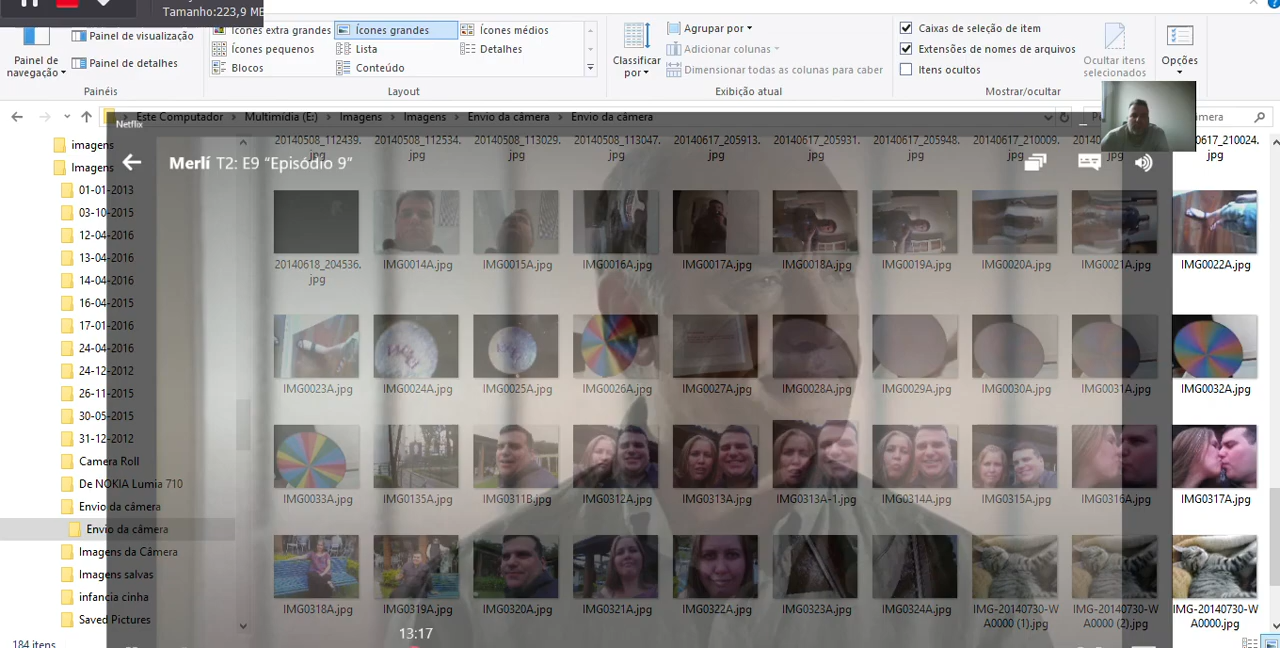 Tamanho:223,9 ME
Painel de visualização
Ícones extra grandes
Ícones grandes
Ícones médios
Agrupar por
Caixas de seleção de item
Ícones pequenos
Lista
Detalhes
Adicionar colunas
Extensões de nomes de arquivos
Painel de navegação
Painel de detalhes
Blocos
Conteúdo
Classificar por
Dimensionar todas as colunas para caber
Itens ocultos
Ocultar itens selecionados
Opções
Painéis
Layout
Exibição atual
Mostrar/ocultar
Este Computador
Multimídia (E:)
Imagens
Imagens
Envio da câmera
Envio da câmera
Netflix
Merlí T2: E9 “Episódio 9”
imagens
Imagens
01-01-2013
03-10-2015
12-04-2016
13-04-2016
14-04-2016
16-04-2015
17-01-2016
24-04-2016
24-12-2012
26-11-2015
30-05-2015
31-12-2012
Camera Roll
De NOKIA Lumia 710
Envio da câmera
Envio da câmera
Imagens da Câmera
Imagens salvas
infancia cinha
Saved Pictures
20140508_112439.jpg
20140508_112534.jpg
20140508_113029.jpg
20140508_113047.jpg
20140617_205913.jpg
20140617_205931.jpg
20140617_205948.jpg
20140617_210009.jpg
20140617_210024.jpg
20140618_204536.jpg
IMG0014A.jpg
IMG0015A.jpg
IMG0016A.jpg
IMG0017A.jpg
IMG0018A.jpg
IMG0019A.jpg
IMG0020A.jpg
IMG0021A.jpg
IMG0022A.jpg
IMG0023A.jpg
IMG0024A.jpg
IMG0025A.jpg
IMG0026A.jpg
IMG0027A.jpg
IMG0028A.jpg
IMG0029A.jpg
IMG0030A.jpg
IMG0031A.jpg
IMG0032A.jpg
IMG0033A.jpg
IMG0135A.jpg
IMG0311B.jpg
IMG0312A.jpg
IMG0313A.jpg
IMG0313A-1.jpg
IMG0314A.jpg
IMG0315A.jpg
IMG0316A.jpg
IMG0317A.jpg
IMG0318A.jpg
IMG0319A.jpg
IMG0320A.jpg
IMG0321A.jpg
IMG0322A.jpg
IMG0323A.jpg
IMG0324A.jpg
IMG-20140730-WA0000 (1).jpg
IMG-20140730-WA0000 (2).jpg
IMG-20140730-WA0000.jpg
13:17
184 itens